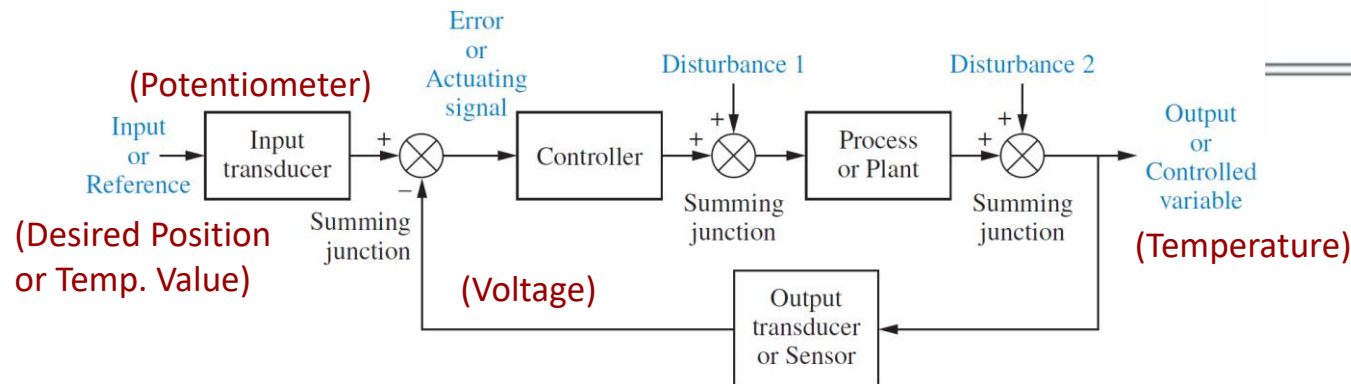 (Potentiometer)
Input
or
Reference
(Desired Position
or Temp. Value)
Input
transducer
+
−
Summing
junction
Error
or
Actuating
signal
Controller
Disturbance 1
+
+
Summing
junction
Process
or Plant
Disturbance 2
+
+
Summing
junction
Output
or
Controlled
variable
(Temperature)
(Voltage)
Output
transducer
or Sensor